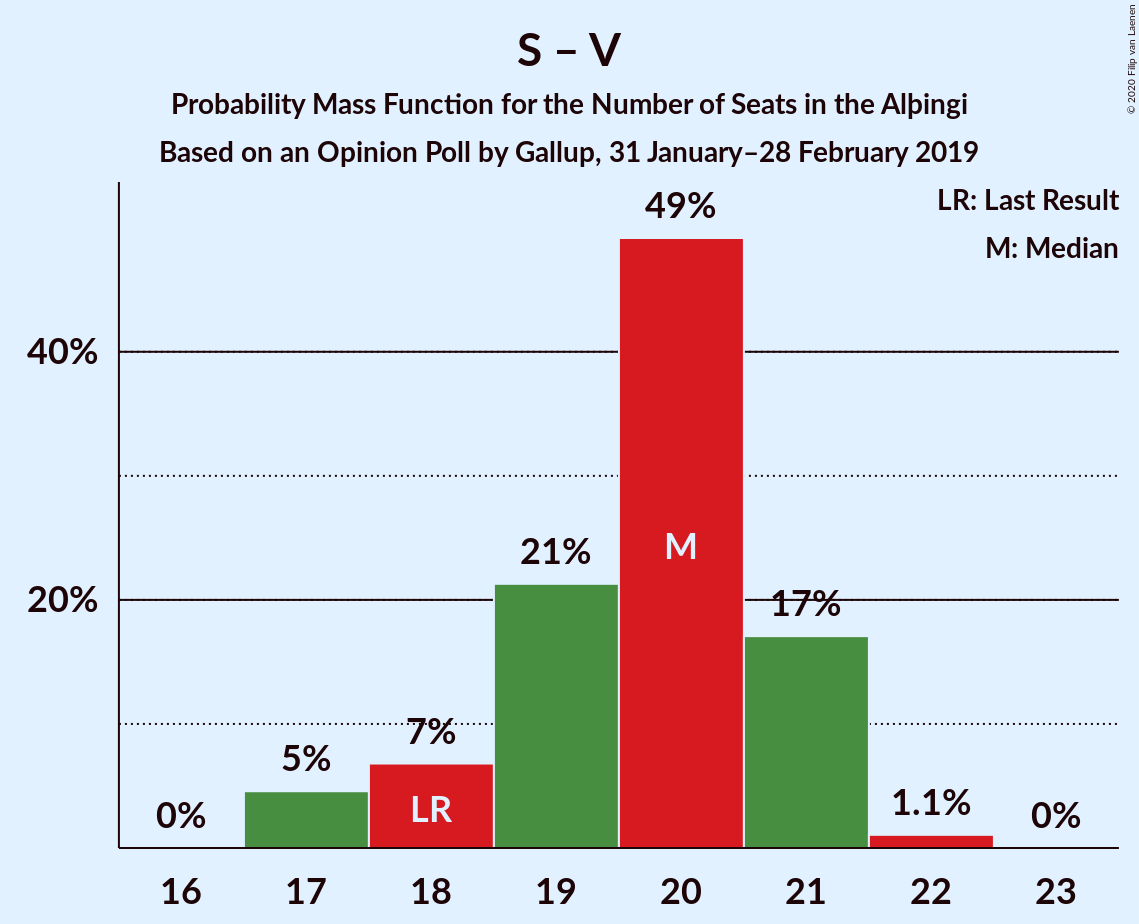 S – V
Probability Mass Function for the Number of Seats in the Alþingi
Based on an Opinion Poll by Gallup, 31 January–28 February 2019
© 2020 Filip van Laenen
LR: Last Result
M: Median
49%
40%
M
21%
20%
17%
7%
5%
LR
1.1%
0%
0%
16 17 18 19 20 21 22 23